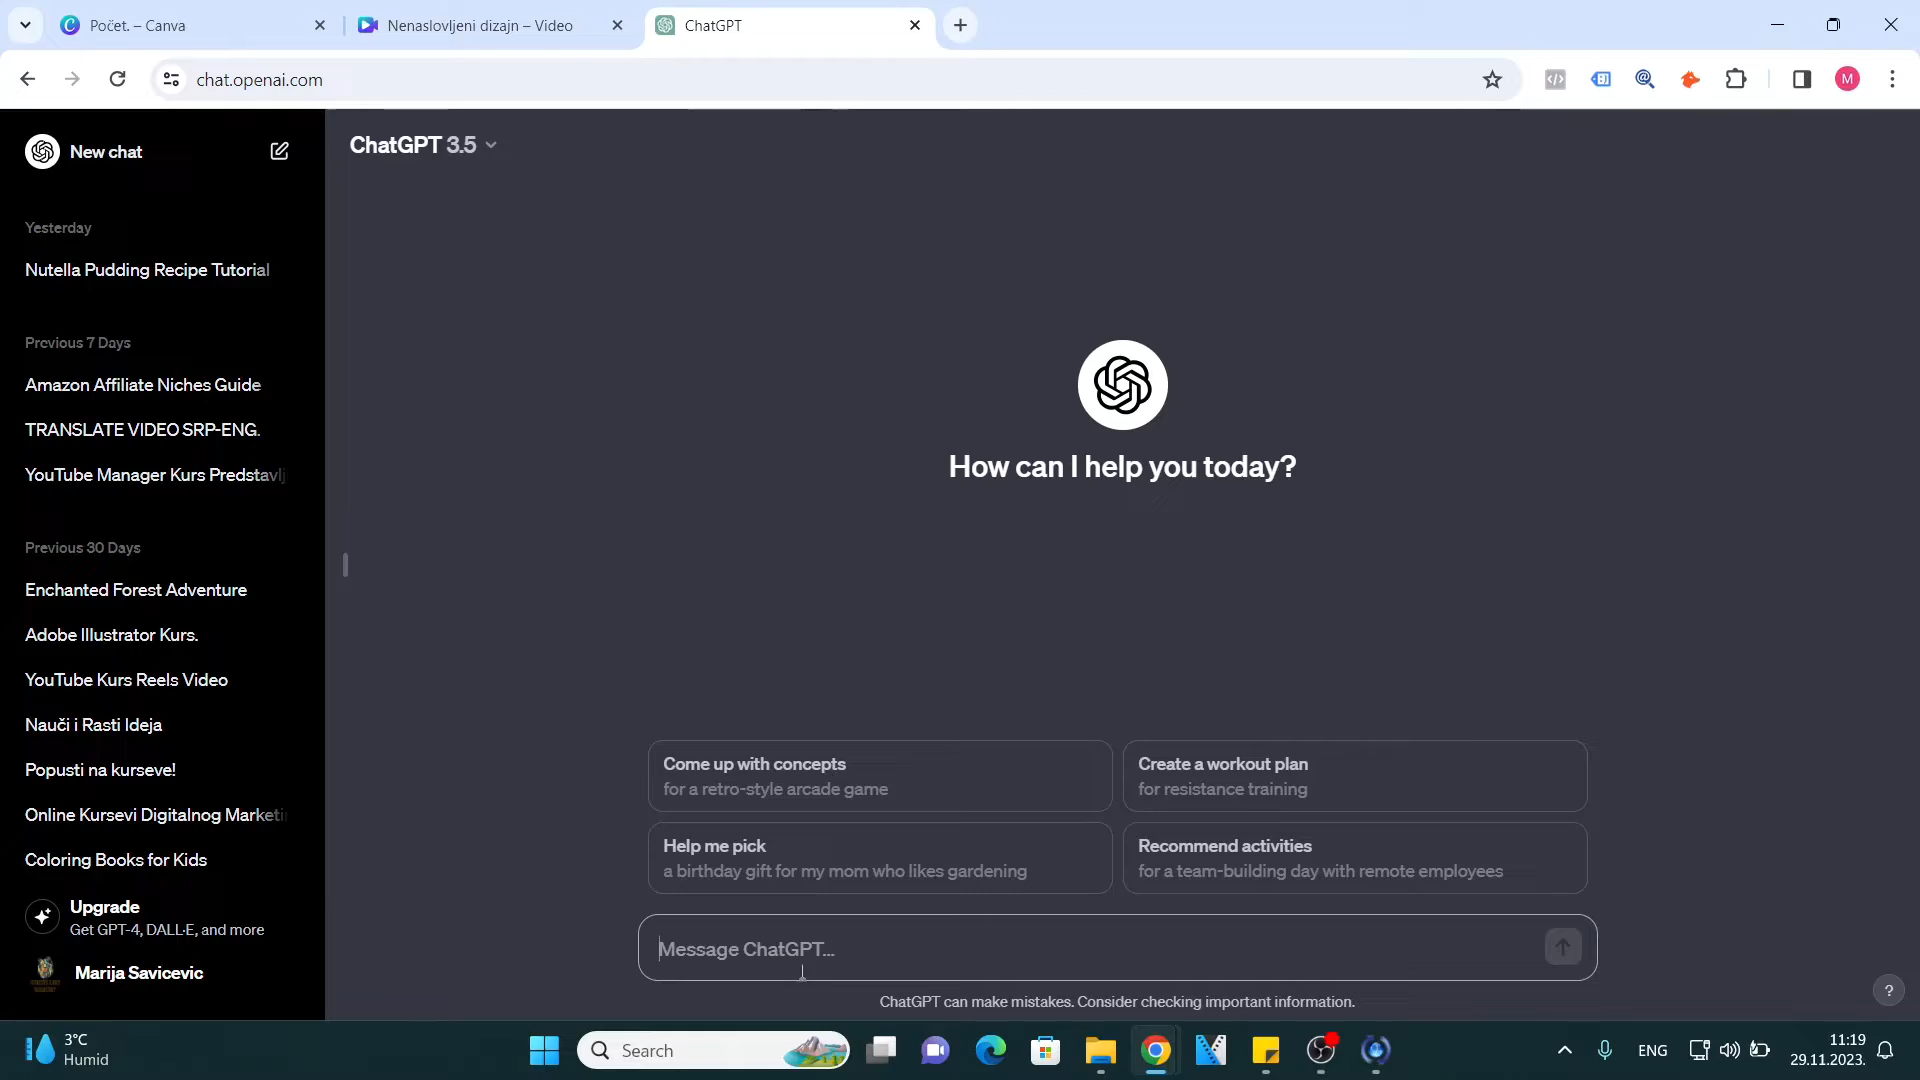 Počet. – Canva
Nenaslovljeni dizajn – Video
ChatGPT
chat.openai.com
M
New chat
ChatGPT 3.5
Yesterday
Nutella Pudding Recipe Tutorial
Previous 7 Days
Amazon Affiliate Niches Guide
TRANSLATE VIDEO SRP-ENG.
YouTube Manager Kurs Predstavlj
Previous 30 Days
Enchanted Forest Adventure
Adobe Illustrator Kurs.
YouTube Kurs Reels Video
Nauči i Rasti Ideja
Popusti na kurseve!
Online Kursevi Digitalnog Marketi
Coloring Books for Kids
Upgrade
Get GPT-4, DALL·E, and more
Marija Savicevic
How can I help you today?
Come up with concepts
for a retro-style arcade game
Create a workout plan
for resistance training
Help me pick
a birthday gift for my mom who likes gardening
Recommend activities
for a team-building day with remote employees
Message ChatGPT...
ChatGPT can make mistakes. Consider checking important information.
?
3°C
Humid
Search
ENG
11:19
29.11.2023.